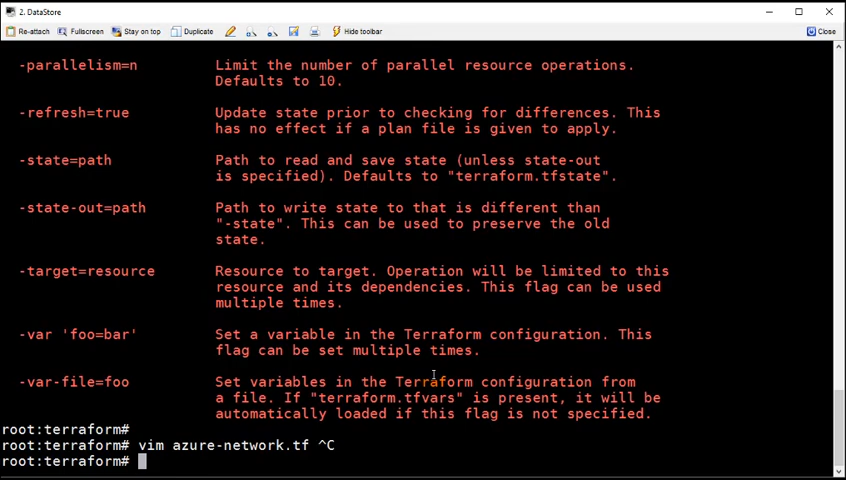 2. DataStore
Re-attach Fullscreen Stay on top Duplicate Hide toolbar Close
-parallelism=n Limit the number of parallel resource operations.
Defaults to 10.
-refresh=true Update state prior to checking for differences. This
has no effect if a plan file is given to apply.
-state=path Path to read and save state (unless state-out
is specified). Defaults to "terraform.tfstate".
-state-out=path Path to write state to that is different than
"-state". This can be used to preserve the old
state.
-target=resource Resource to target. Operation will be limited to this
resource and its dependencies. This flag can be used
multiple times.
-var 'foo=bar' Set a variable in the Terraform configuration. This
flag can be set multiple times.
-var-file=foo Set variables in the Terraform configuration from
a file. If "terraform.tfvars" is present, it will be
automatically loaded if this flag is not specified.
root:terraform#
root:terraform# vim azure-network.tf ^C
root:terraform#